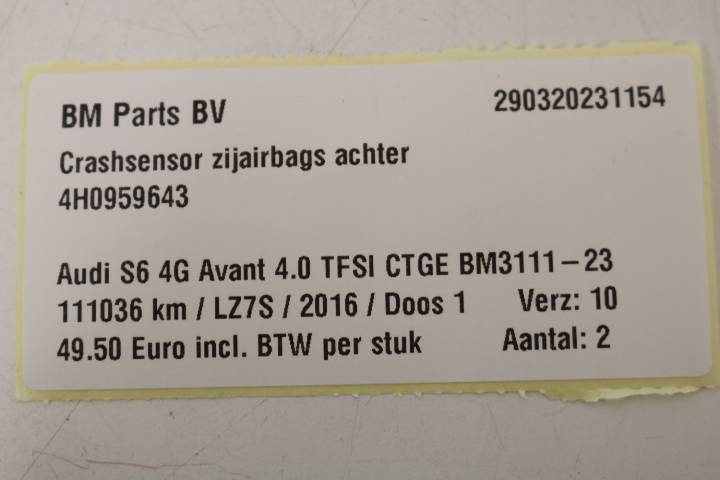 BM Parts BV 290320231154
Crashsensor zijairbags achter
4H0959643
Audi S6 4G Avant 4.0 TFSI CTGE BM3111-23
111036 km / LZ7S / 2016 / Doos 1 Verz: 10
49.50 Euro incl. BTW per stuk Aantal: 2